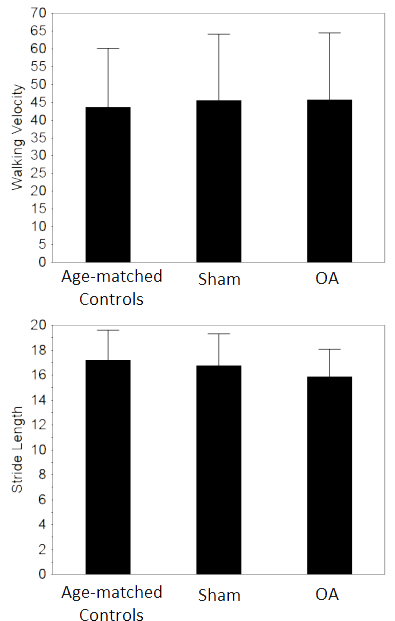 70
65
60
55
50
45
40
35
30
25
20
15
10
5
0
Walking Velocity
Age-matched
Controls
Sham
OA
20
18
16
14
12
10
8
6
4
2
0
Stride Length
Age-matched
Controls
Sham
OA